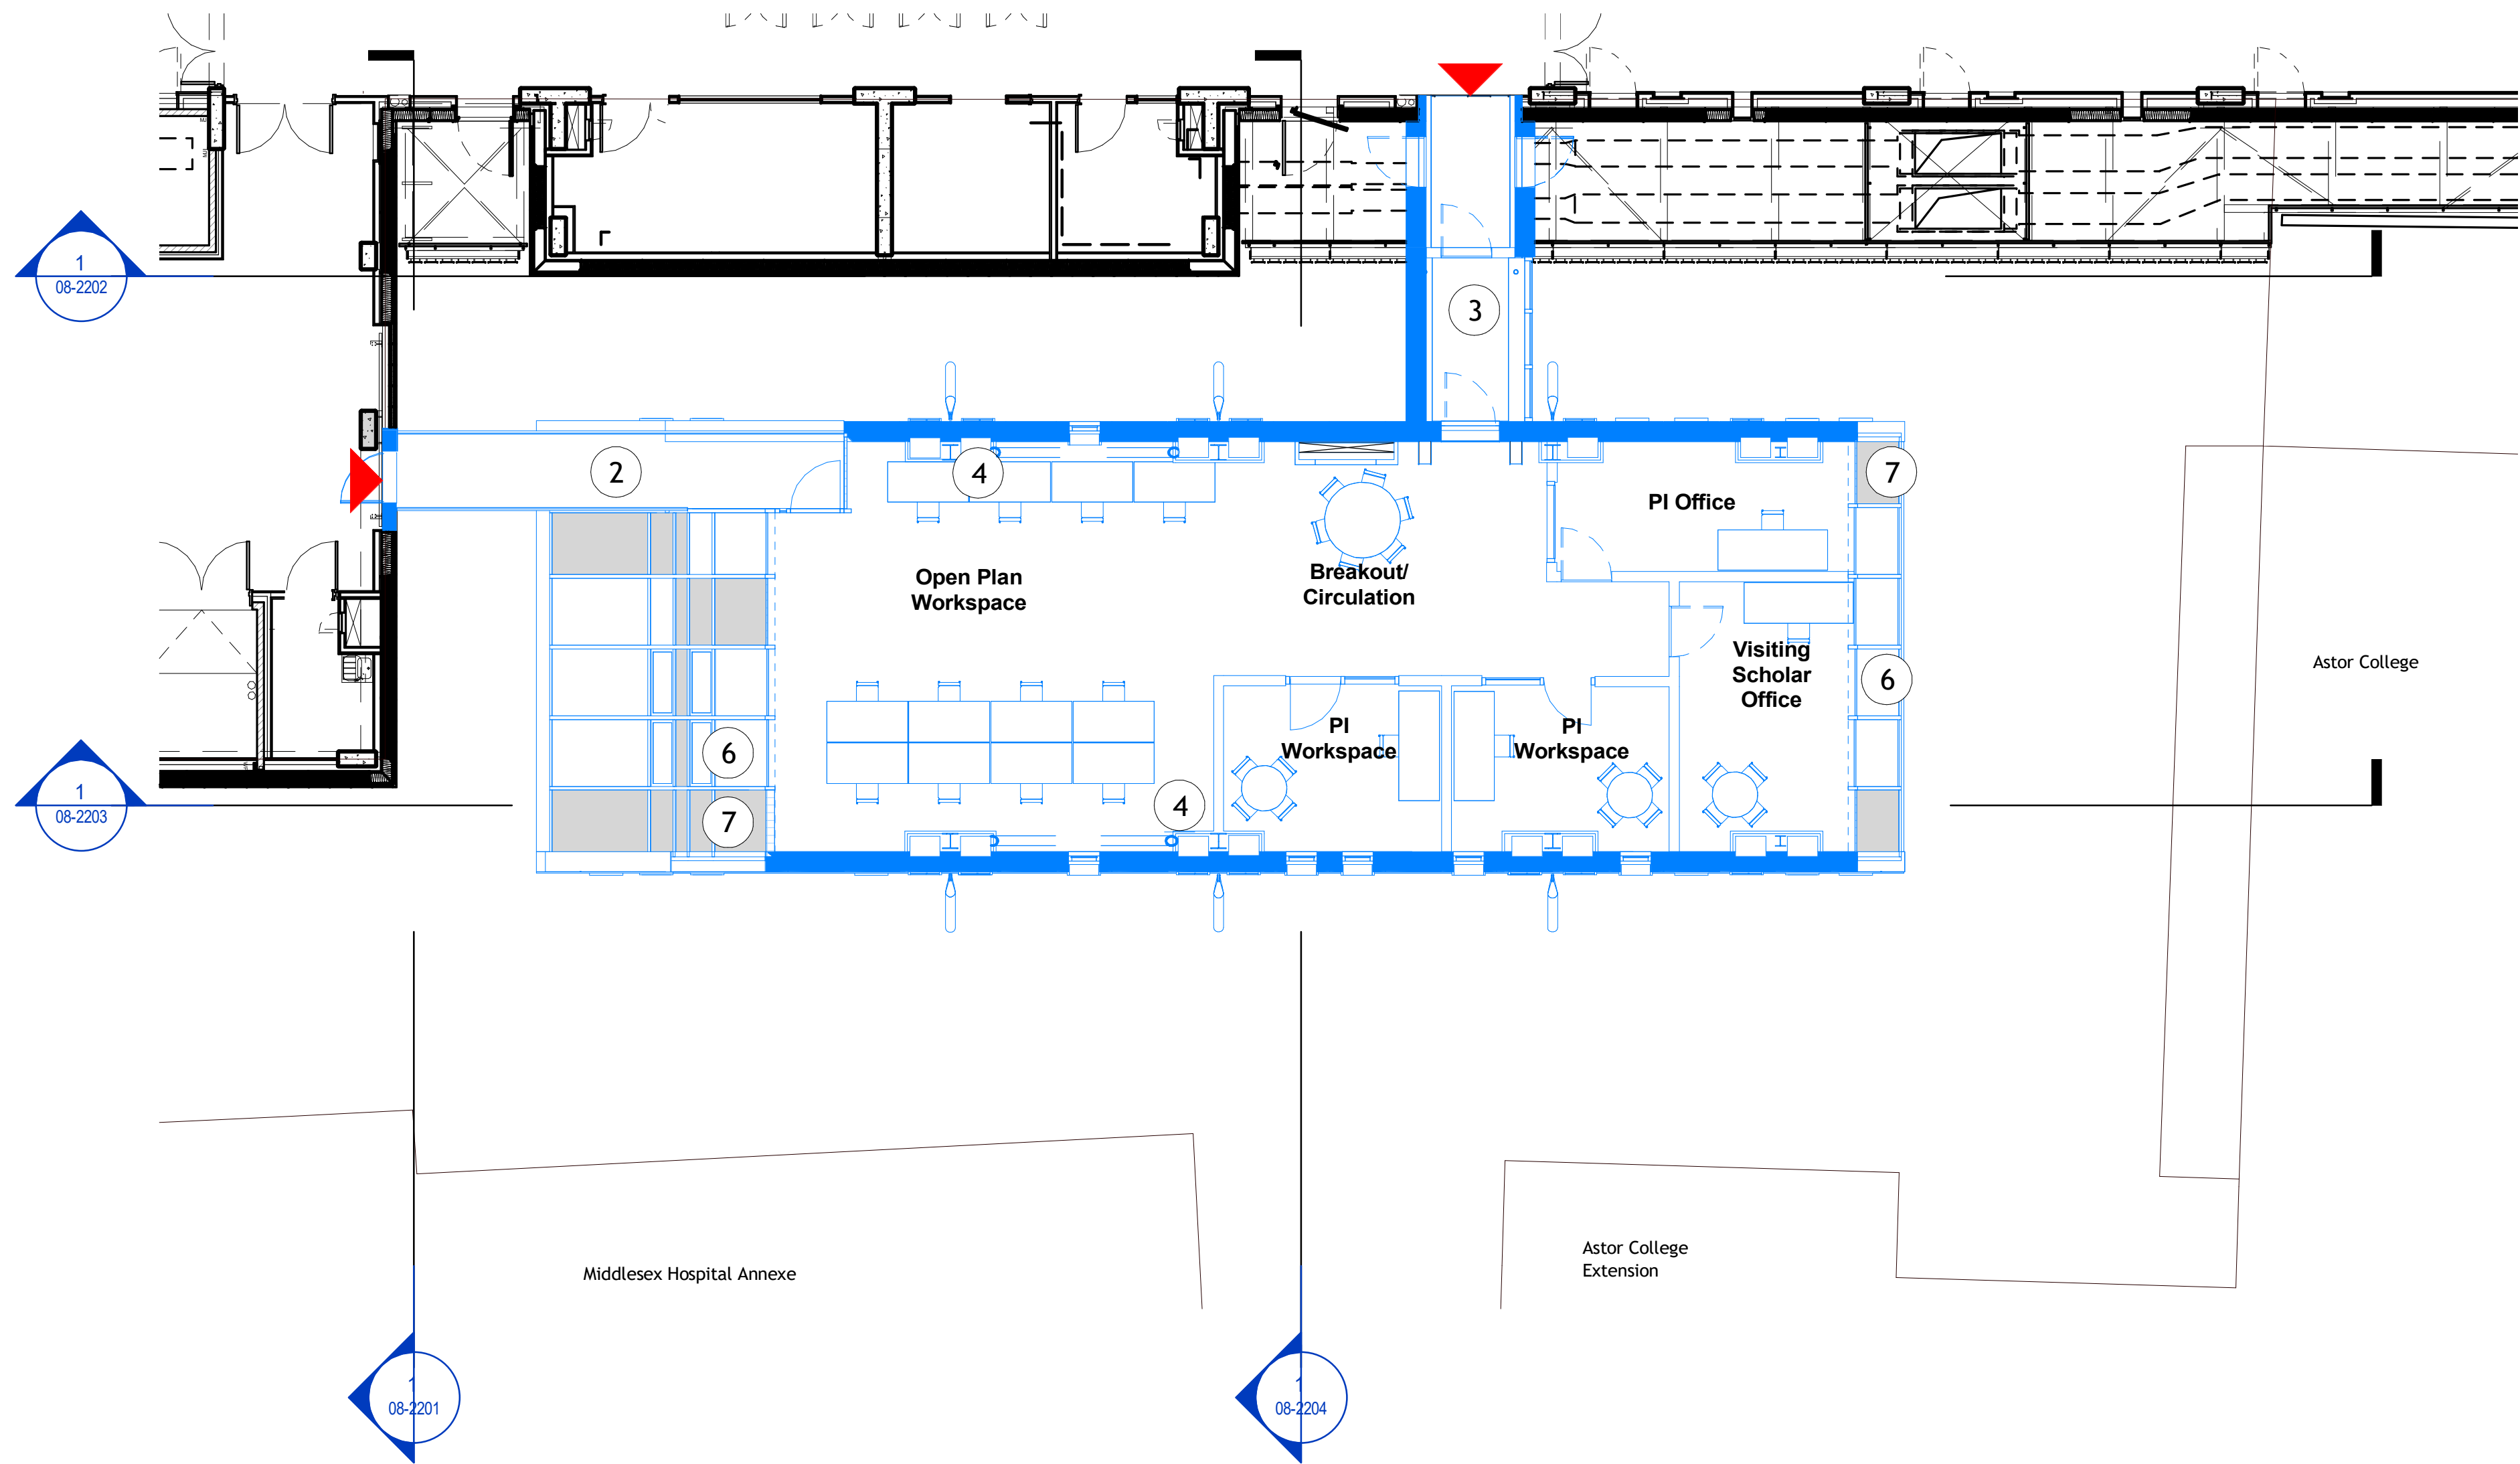 1
08-2202
3
2
4
7
PI Office
Open Plan
Workspace
Breakout/
Circulation
Visiting
Scholar
Office
6
Astor College
PI
Workspace
PI
Workspace
6
4
7
1
08-2203
Middlesex Hospital Annexe
Astor College
Extension
1
08-2201
1
08-2204